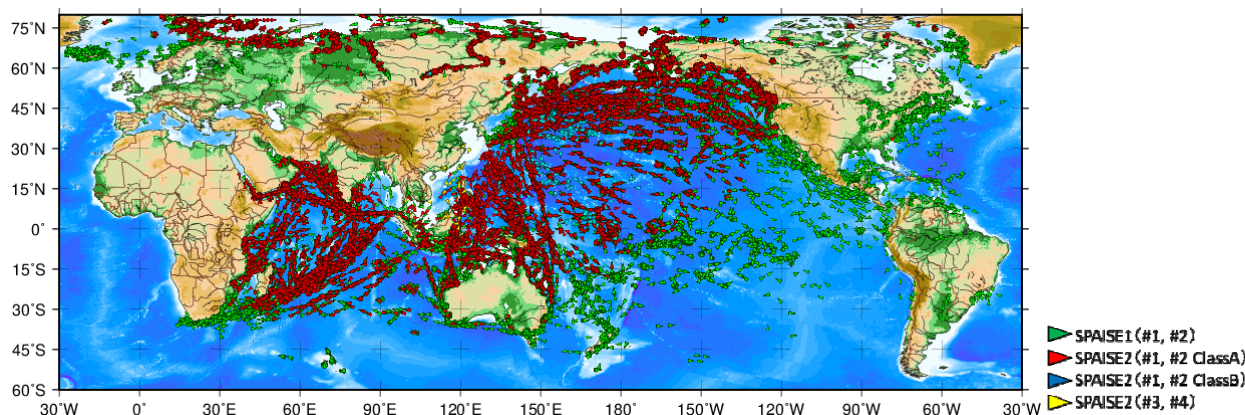 75˚N
60˚N
45˚N
30˚N
15˚N
0˚
15˚S
30˚S
45˚S
60˚S
30˚W 0˚ 30˚E 60˚E 90˚E 120˚E 150˚E 180˚ 150˚W 120˚W 90˚W 60˚W 30˚W
SPAISE1(#1, #2)
SPAISE2(#1, #2 ClassA)
SPAISE2(#1, #2 ClassB)
SPAISE2(#3, #4)